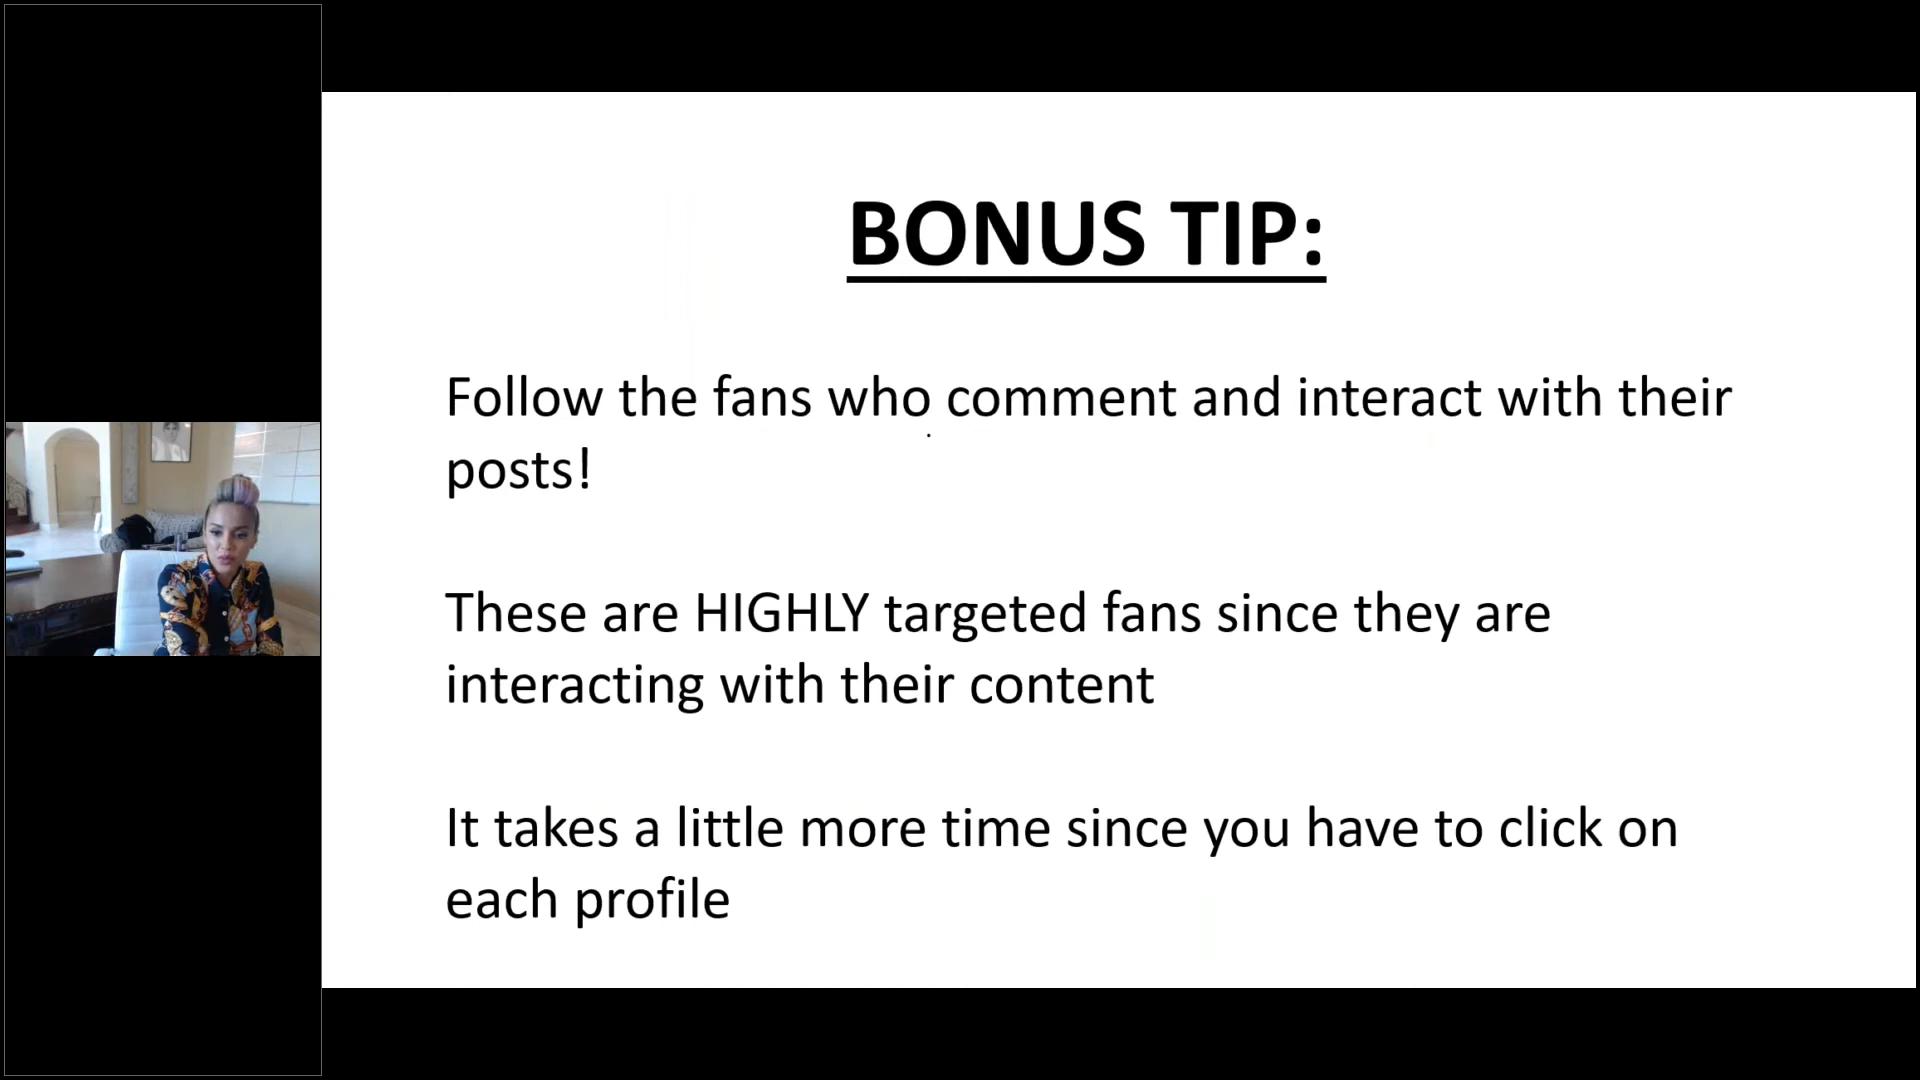 BONUS TIP:
Follow the fans who comment and interact with their
posts!
These are HIGHLY targeted fans since they are
interacting with their content
It takes a little more time since you have to click on
each profile